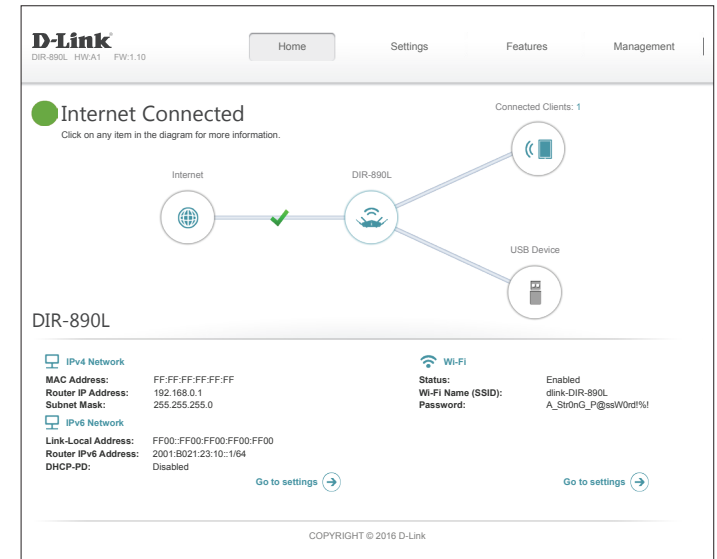 D-Link
DIR-890L HW:A1 FW:1.10
Home
Settings
Features
Management
Internet Connected
Click on any item in the diagram for more information.
Connected Clients: 1
Internet
DIR-890L
USB Device
DIR-890L
IPv4 Network
MAC Address: FF:FF:FF:FF:FF:FF
Router IP Address: 192.168.0.1
Subnet Mask: 255.255.255.0
IPv6 Network
Link-Local Address: FF00::FF00:FF00:FF00:FF00
Router IPv6 Address: 2001:B021:23:10::1/64
DHCP-PD: Disabled
Go to settings
Wi-Fi
Status: Enabled
Wi-Fi Name (SSID): dlink-DIR-890L
Password: A_Str0nG_P@ssW0rd!%!
Go to settings
COPYRIGHT © 2016 D-Link